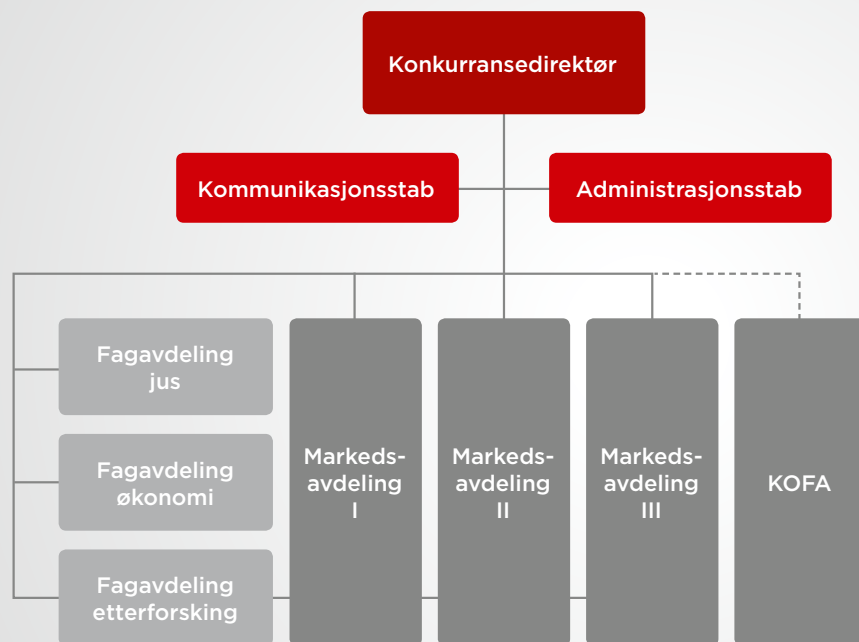 Konkurransedirektør
Kommunikasjonsstab
Administrasjonsstab
Fagavdeling
jus
Fagavdeling
økonomi
Fagavdeling
etterforsking
Markeds-
avdeling
I
Markeds-
avdeling
II
Markeds-
avdeling
III
KOFA